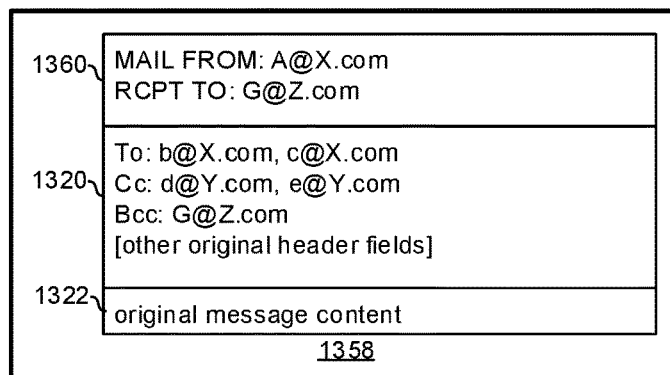 1360
MAIL FROM: A@X.com
RCPT TO: G@Z.com
1320
To: b@X.com, c@X.com
Cc: d@Y.com, e@Y.com
Bcc: G@Z.com
[other original header fields]
1322
original message content
1358